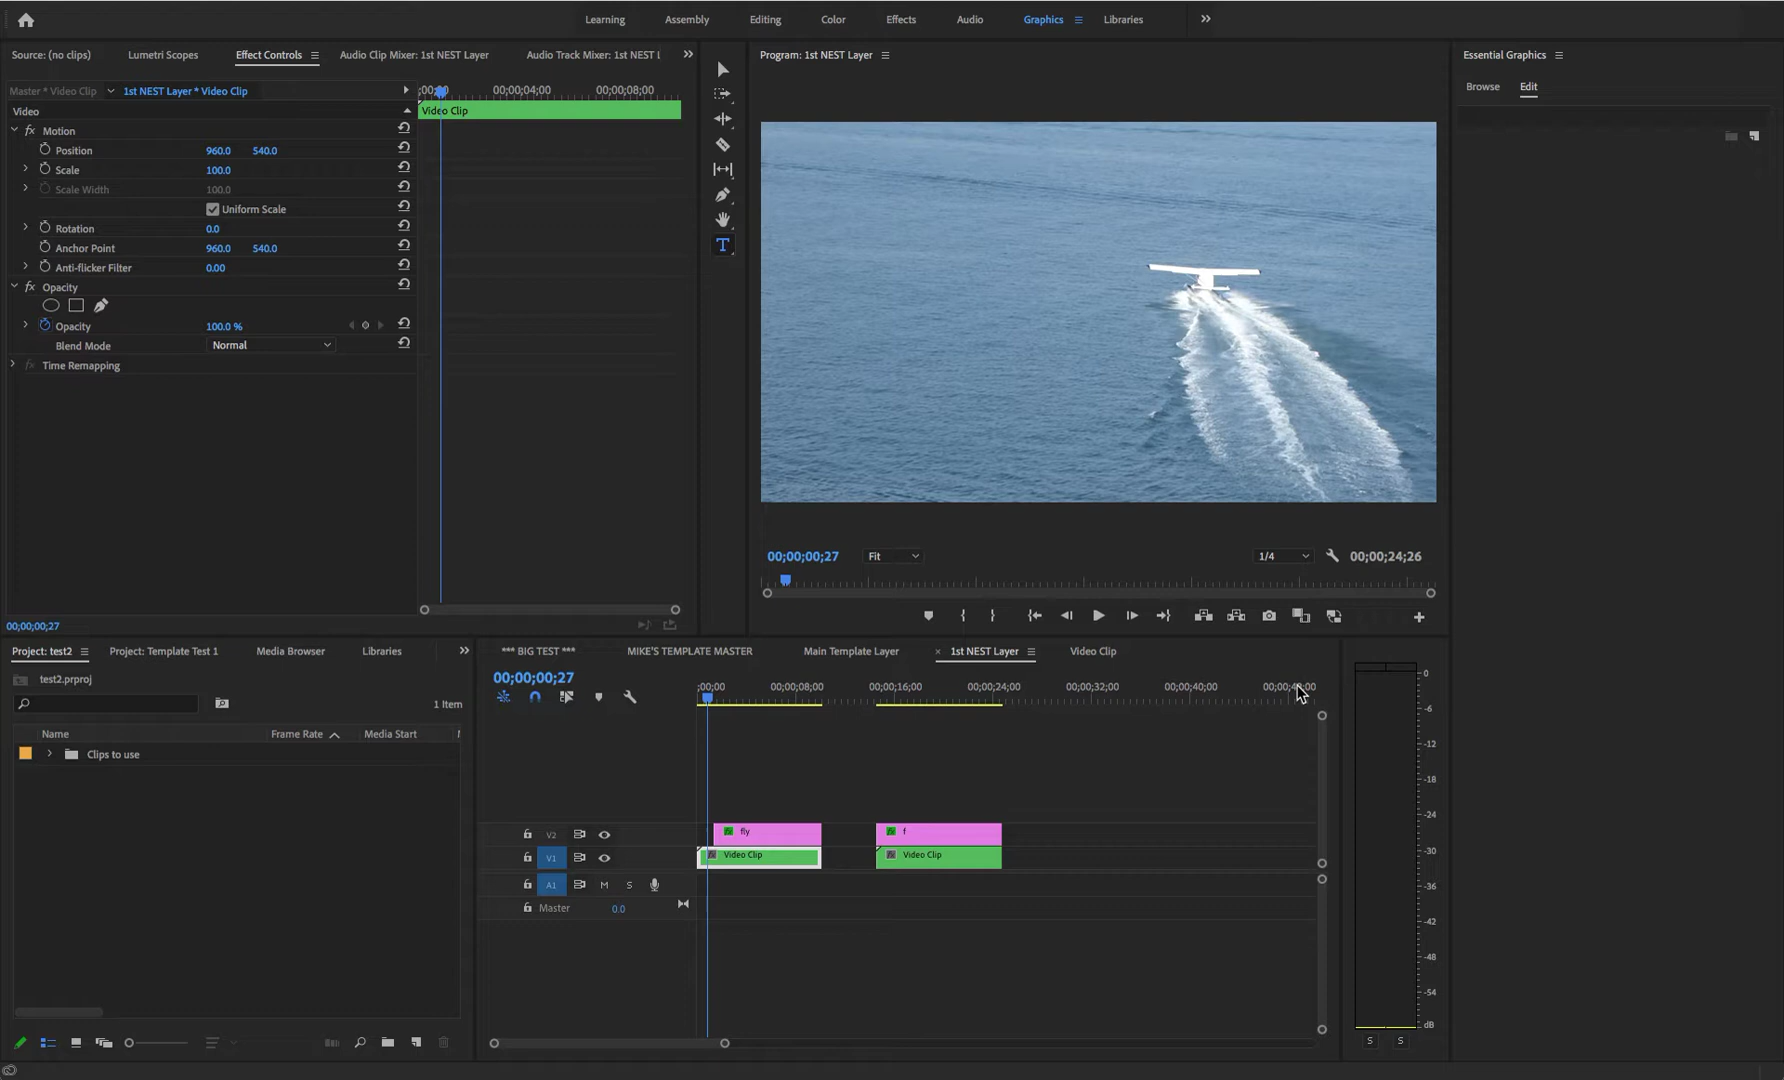 Learning Assembly Editing Color Effects Audio Graphics Libraries
Source: (no clips) Lumetri Scopes Effect Controls Audio Clip Mixer: 1st NEST Layer Audio Track Mixer: 1st NEST l
Master * Video Clip 1st NEST Layer * Video Clip
;00;00 00;00;04;00 00;00;08;00
Video
Video Clip
Motion
Position 960.0 540.0
Scale 100.0
Scale Width 100.0
Uniform Scale
Rotation 0.0
Anchor Point 960.0 540.0
Anti-flicker Filter 0.00
Opacity
Opacity 100.0 %
Blend Mode Normal
Time Remapping
00;00;00;27
T
Program: 1st NEST Layer
00;00;00;27 Fit 1/4 00;00;24;26
Essential Graphics
Browse Edit
Project: test2 Project: Template Test 1 Media Browser Libraries
test2.prproj
1 Item
Name Frame Rate Media Start
Clips to use
*** BIG TEST *** MIKE'S TEMPLATE MASTER Main Template Layer × 1st NEST Layer Video Clip
00;00;00;27
;00;00 00;00;08;00 00;00;16;00 00;00;24;00 00;00;32;00 00;00;40;00
V2 fly f
V1 Video Clip Video Clip
A1 M S
Master 0.0
0
-6
-12
-18
-24
-30
-36
-42
-48
-54
dB
S S